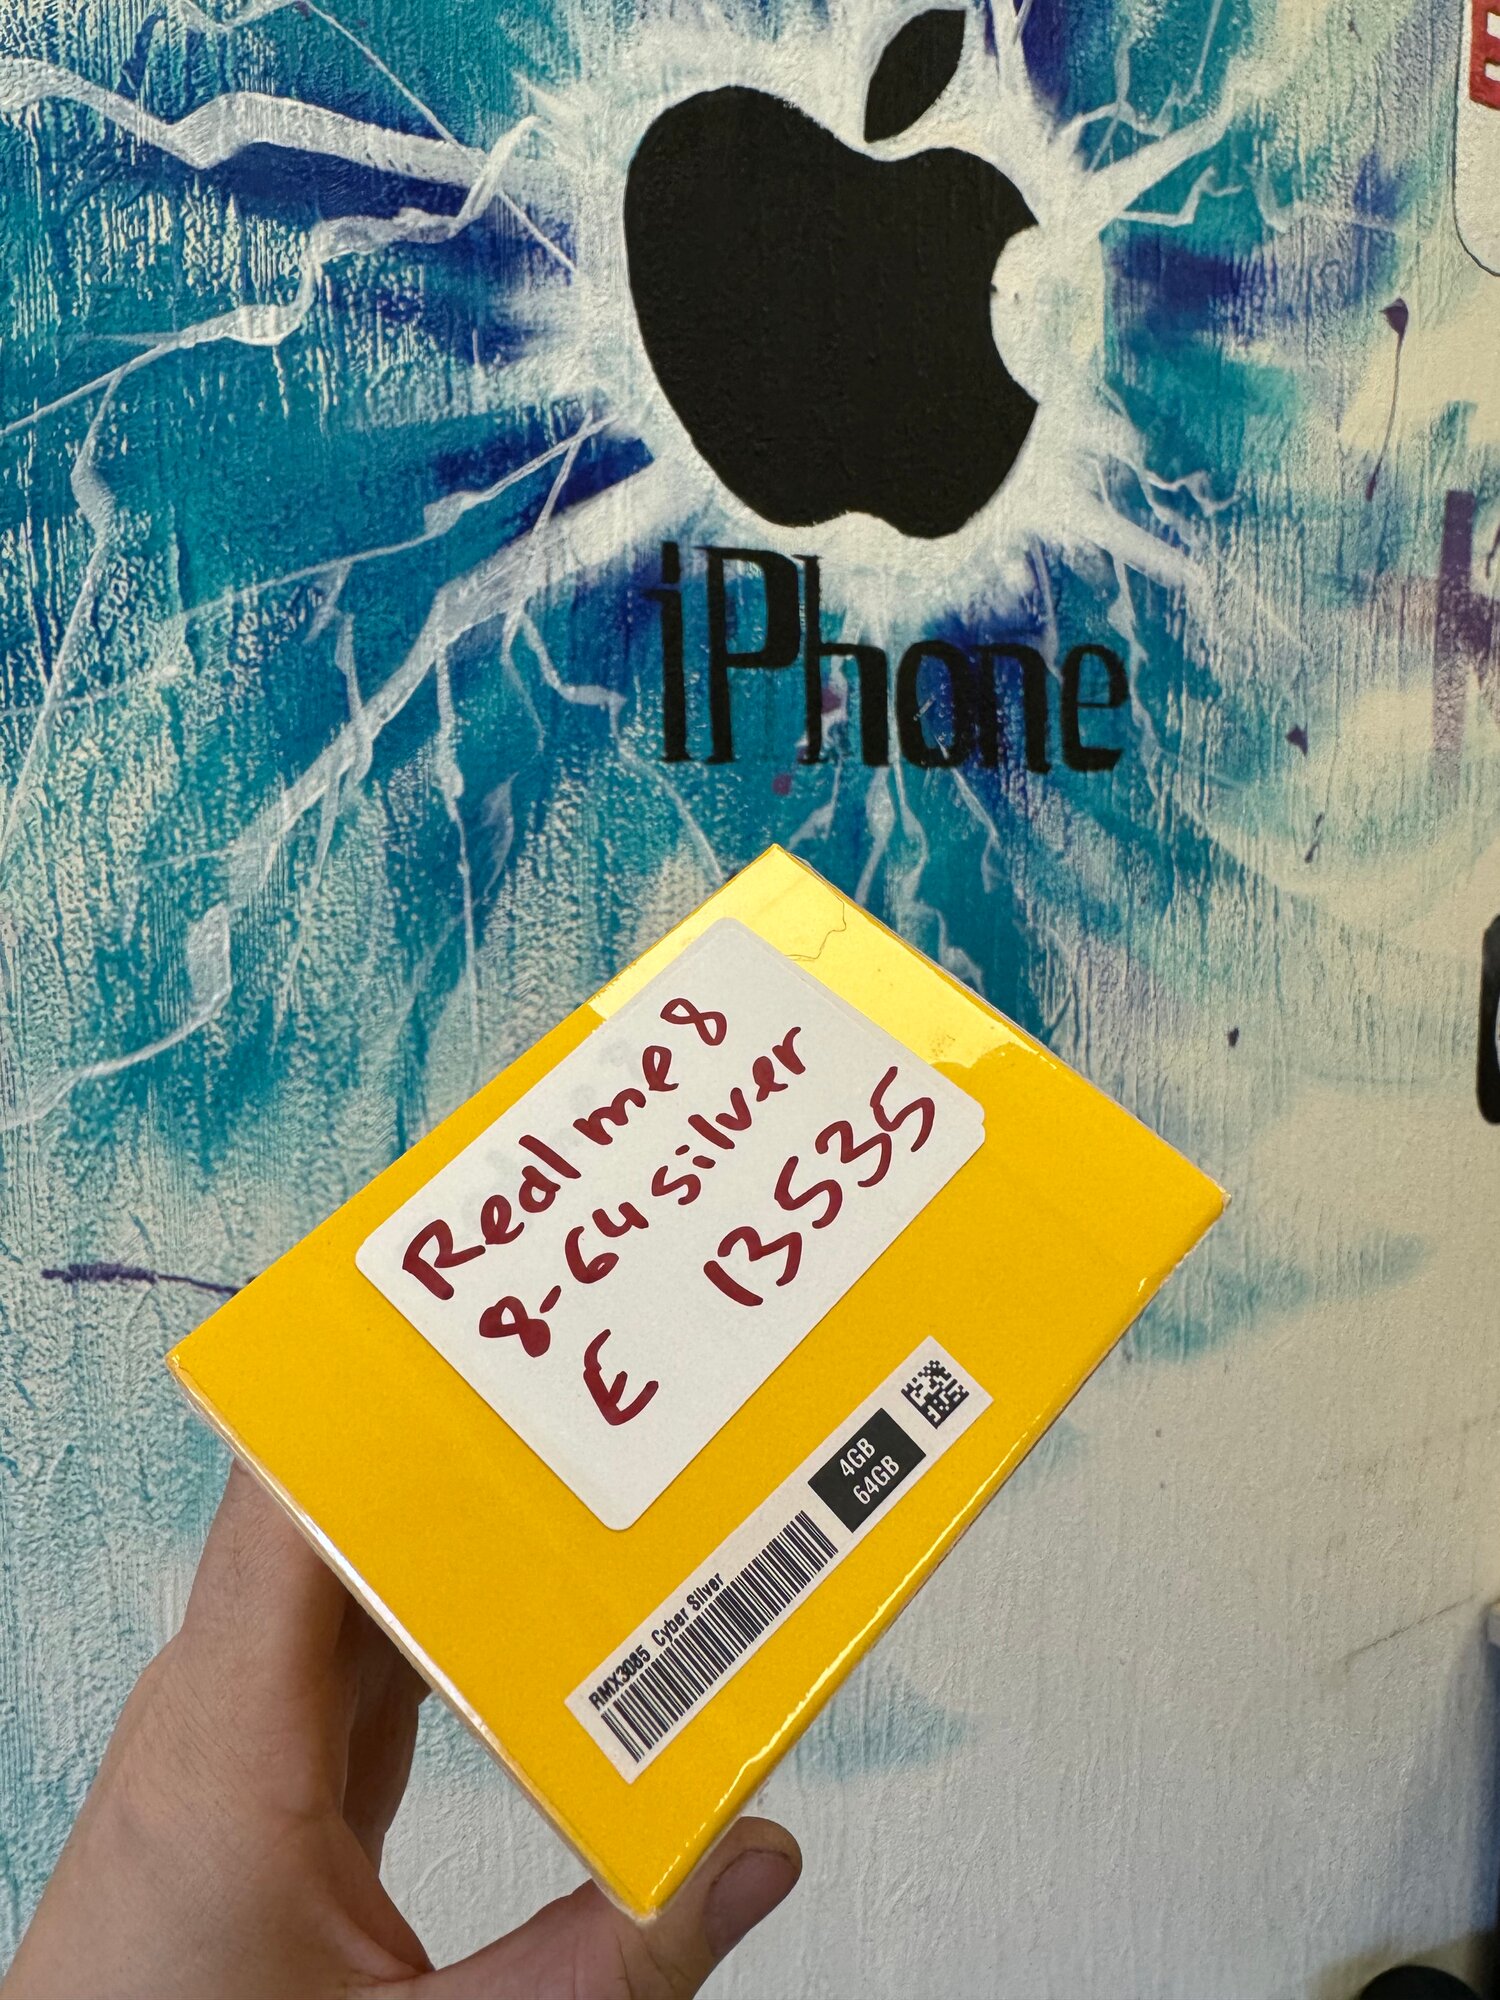 iPhone
Realme 8
8-64 silver
E 13535
4GB
64GB
RMX3085 Cyber Silver